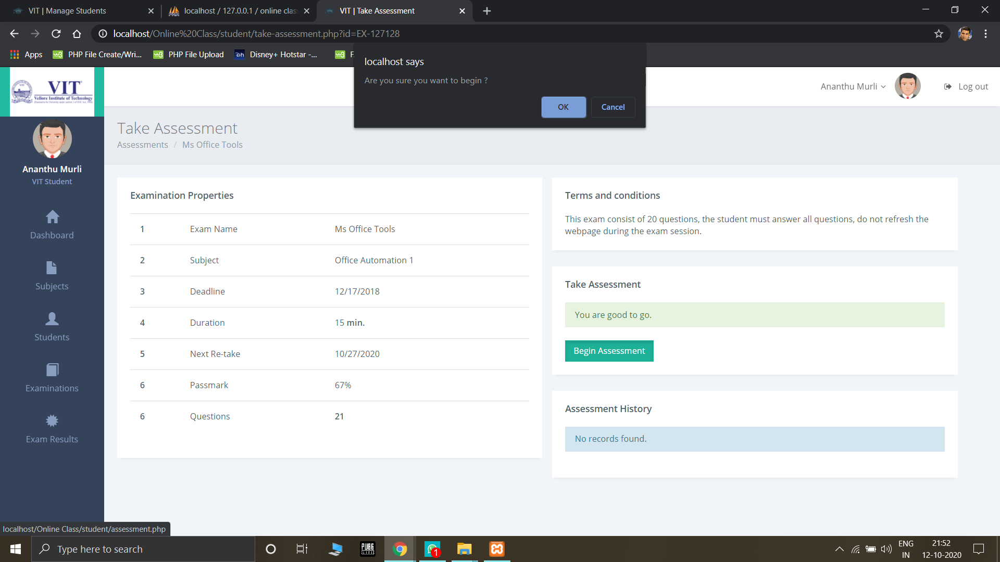 VIT | Manage Students
localhost / 127.0.0.1 / online clas
VIT | Take Assessment
localhost/Online%20Class/student/take-assessment.php?id=EX-127128
Apps
PHP File Create/Wri...
PHP File Upload
Disney+ Hotstar -...
localhost says
Are you sure you want to begin ?
OK
Cancel
VIT
Vellore Institute of Technology
Ananthu Murli
Log out
Ananthu Murli
VIT Student
Dashboard
Subjects
Students
Examinations
Exam Results
Take Assessment
Assessments / Ms Office Tools
Examination Properties
1 Exam Name Ms Office Tools
2 Subject Office Automation 1
3 Deadline 12/17/2018
4 Duration 15 min.
5 Next Re-take 10/27/2020
6 Passmark 67%
6 Questions 21
Terms and conditions
This exam consist of 20 questions, the student must answer all questions, do not refresh the
webpage during the exam session.
Take Assessment
You are good to go.
Begin Assessment
Assessment History
No records found.
localhost/Online Class/student/assessment.php
Type here to search
PUBG
LITE
1
ENG
IN
21:52
12-10-2020